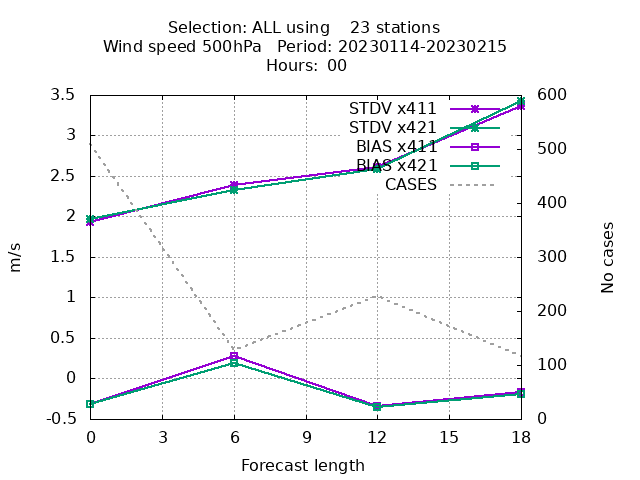 Selection: ALL using    23 stations
Wind speed 500hPa   Period: 20230114-20230215
Hours: 00
3.5
3
2.5
2
1.5
1
0.5
0
-0.5
m/s
600
500
400
300
200
100
0
No cases
STDV x411
STDV x421
BIAS x411
BIAS x421
CASES
0 3 6 9 12 15 18
Forecast length